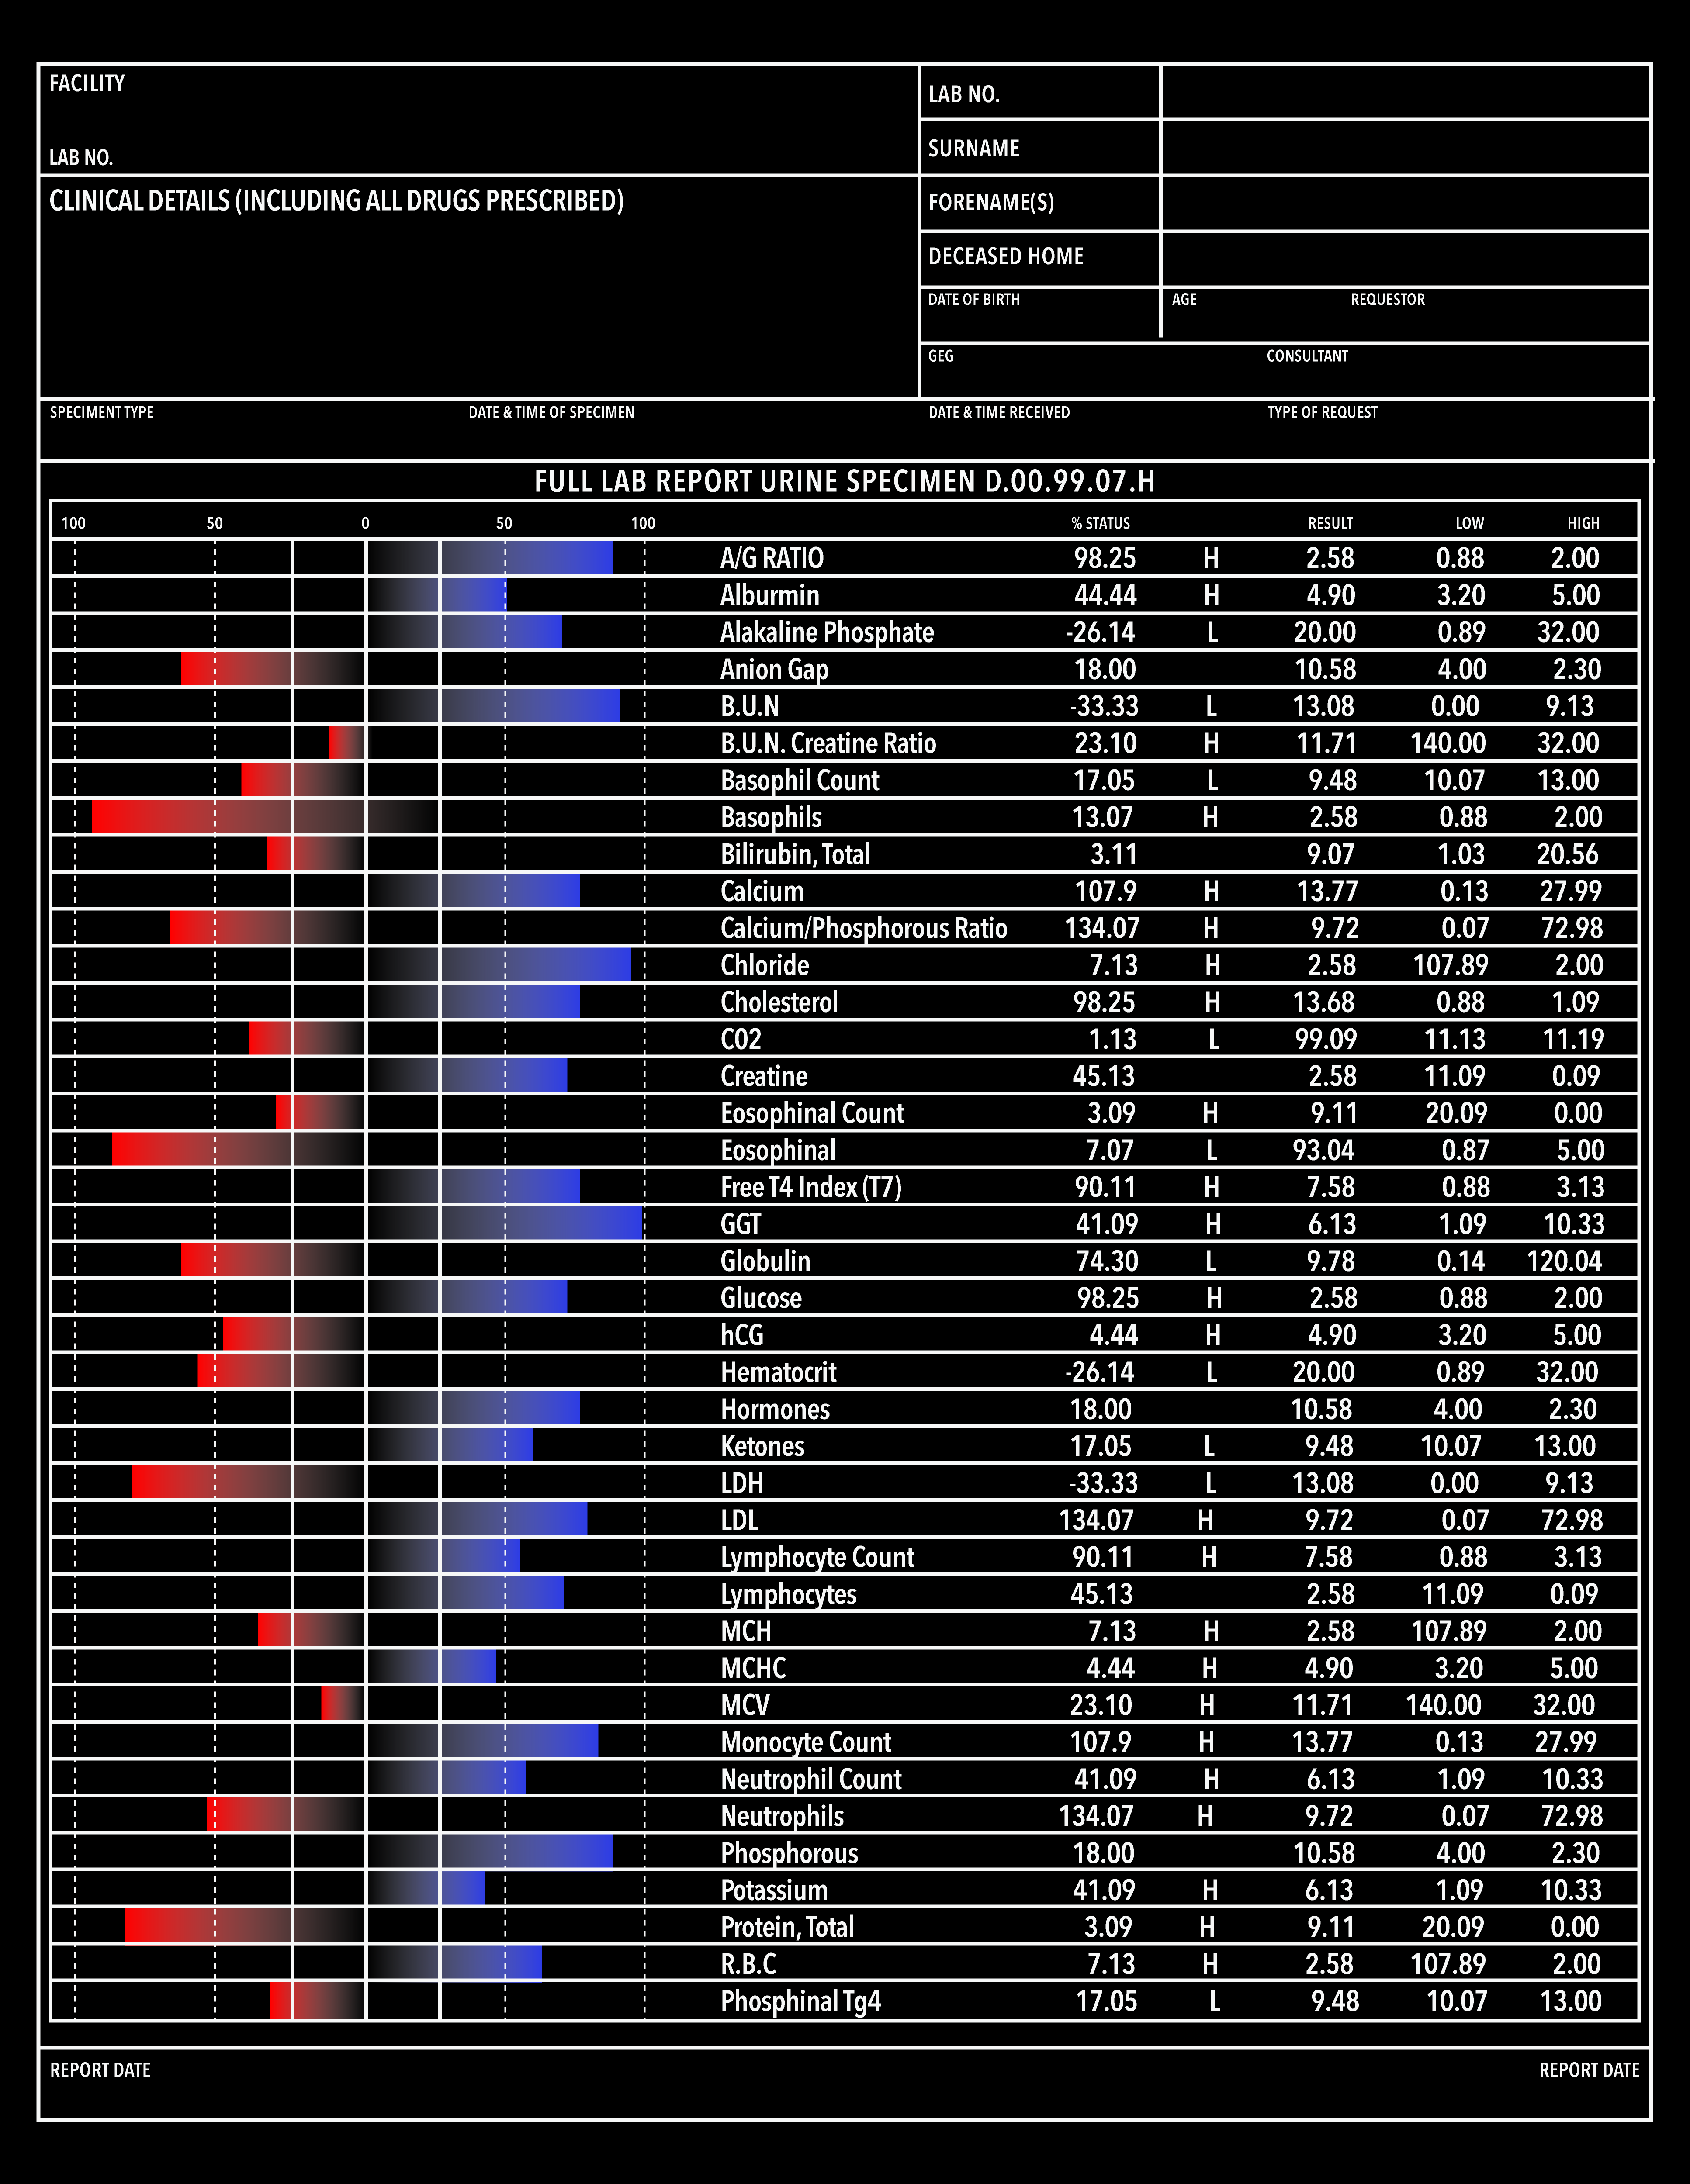 FACILITY
LAB NO.
LAB NO.
SURNAME
CLINICAL DETAILS (INCLUDING ALL DRUGS PRESCRIBED)
FORENAME(S)
DECEASED HOME
DATE OF BIRTH AGE REQUESTOR
GEG CONSULTANT
SPECIMENT TYPE DATE & TIME OF SPECIMEN DATE & TIME RECEIVED TYPE OF REQUEST
FULL LAB REPORT URINE SPECIMEN D.00.99.07.H
100 50 0 50 100 % STATUS RESULT LOW HIGH
A/G RATIO 98.25 H 2.58 0.88 2.00
Alburmin 44.44 H 4.90 3.20 5.00
Alakaline Phosphate -26.14 L 20.00 0.89 32.00
Anion Gap 18.00 10.58 4.00 2.30
B.U.N -33.33 L 13.08 0.00 9.13
B.U.N. Creatine Ratio 23.10 H 11.71 140.00 32.00
Basophil Count 17.05 L 9.48 10.07 13.00
Basophils 13.07 H 2.58 0.88 2.00
Bilirubin, Total 3.11 9.07 1.03 20.56
Calcium 107.9 H 13.77 0.13 27.99
Calcium/Phosphorous Ratio 134.07 H 9.72 0.07 72.98
Chloride 7.13 H 2.58 107.89 2.00
Cholesterol 98.25 H 13.68 0.88 1.09
C02 1.13 L 99.09 11.13 11.19
Creatine 45.13 2.58 11.09 0.09
Eosophinal Count 3.09 H 9.11 20.09 0.00
Eosophinal 7.07 L 93.04 0.87 5.00
Free T4 Index (T7) 90.11 H 7.58 0.88 3.13
GGT 41.09 H 6.13 1.09 10.33
Globulin 74.30 L 9.78 0.14 120.04
Glucose 98.25 H 2.58 0.88 2.00
hCG 4.44 H 4.90 3.20 5.00
Hematocrit -26.14 L 20.00 0.89 32.00
Hormones 18.00 10.58 4.00 2.30
Ketones 17.05 L 9.48 10.07 13.00
LDH -33.33 L 13.08 0.00 9.13
LDL 134.07 H 9.72 0.07 72.98
Lymphocyte Count 90.11 H 7.58 0.88 3.13
Lymphocytes 45.13 2.58 11.09 0.09
MCH 7.13 H 2.58 107.89 2.00
MCHC 4.44 H 4.90 3.20 5.00
MCV 23.10 H 11.71 140.00 32.00
Monocyte Count 107.9 H 13.77 0.13 27.99
Neutrophil Count 41.09 H 6.13 1.09 10.33
Neutrophils 134.07 H 9.72 0.07 72.98
Phosphorous 18.00 10.58 4.00 2.30
Potassium 41.09 H 6.13 1.09 10.33
Protein, Total 3.09 H 9.11 20.09 0.00
R.B.C 7.13 H 2.58 107.89 2.00
Phosphinal Tg4 17.05 L 9.48 10.07 13.00
REPORT DATE REPORT DATE